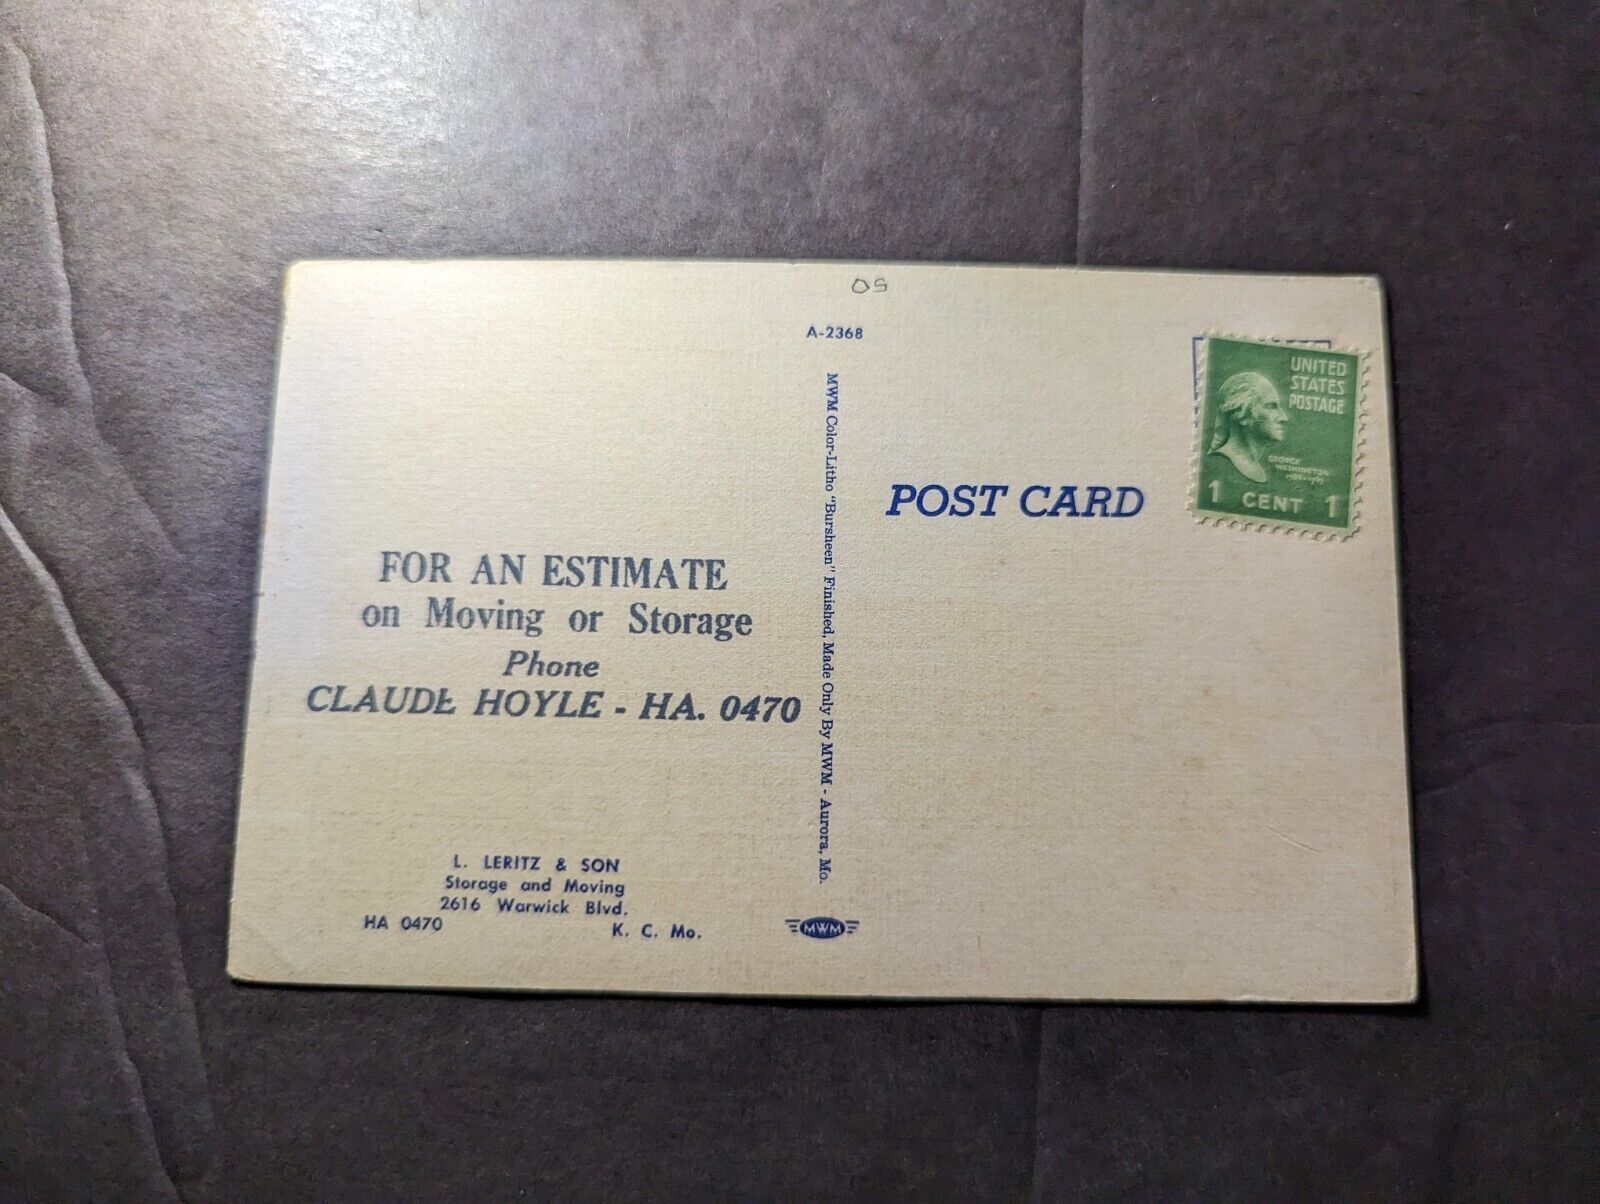 50
A-2368
FOR AN ESTIMATE
on Moving or Storage
Phone
CLAUDE HOYLE - HA. 0470
L. LERITZ & SON
Storage and Moving
2616 Warwick Blvd.
HA 0470 K. C. Mo.
MWM Color-Litho "Bursheen" Finished, Made Only By MWM - Aurora, Mo.
MWM
POST CARD
UNITED
STATES
POSTAGE
GEORGE
WASHINGTON
1 CENT 1